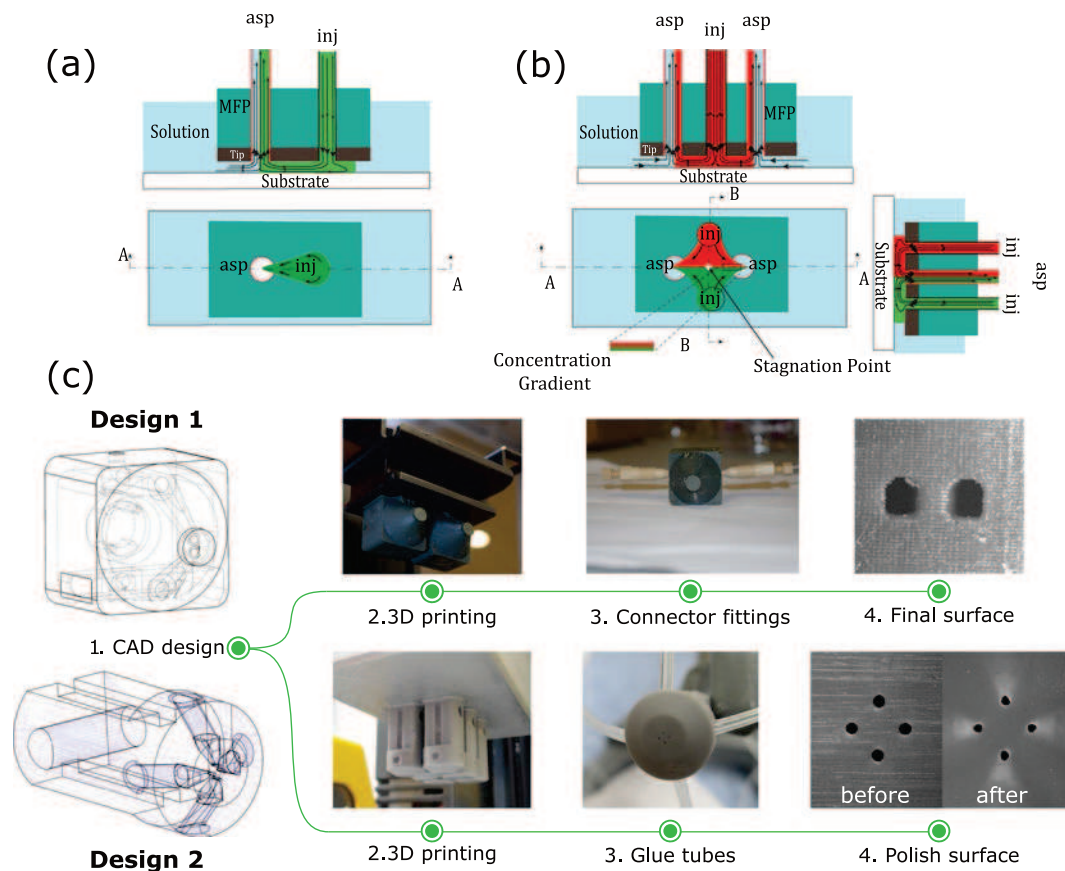 (a)
asp
inj
MFP
Solution
Tip
Substrate
A
asp
inj
A
(b)
asp
inj
asp
Solution
MFP
Tip
Substrate
B
inj
A
asp
asp
A
inj
B
Concentration
Gradient
Stagnation Point
Substrate
inj
asp
inj
(c)
Design 1
1. CAD design
2.3D printing
3. Connector fittings
4. Final surface
before
after
2.3D printing
3. Glue tubes
4. Polish surface
Design 2